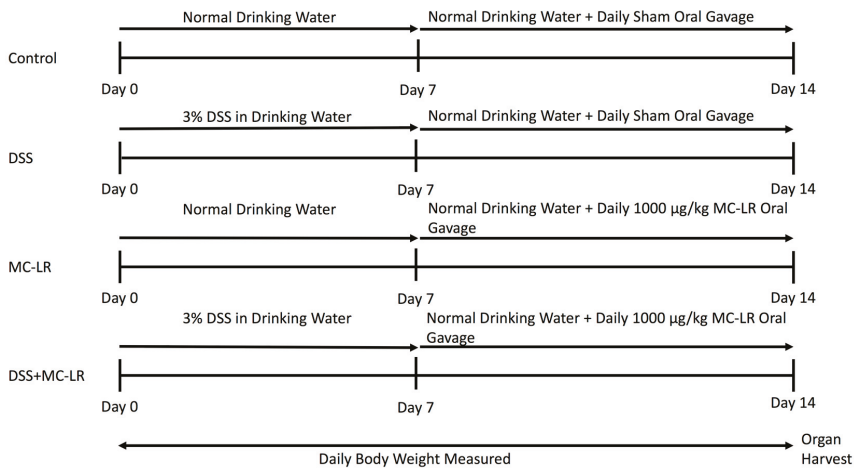 Normal Drinking Water
Normal Drinking Water + Daily Sham Oral Gavage
Control
Day 0
Day 7
Day 14
3% DSS in Drinking Water
Normal Drinking Water + Daily Sham Oral Gavage
DSS
Day 0
Day 7
Day 14
Normal Drinking Water
Normal Drinking Water + Daily 1000 µg/kg MC-LR Oral
Gavage
MC-LR
Day 0
Day 7
Day 14
3% DSS in Drinking Water
Normal Drinking Water + Daily 1000 µg/kg MC-LR Oral
Gavage
DSS+MC-LR
Day 0
Day 7
Day 14
Daily Body Weight Measured
Organ
Harvest